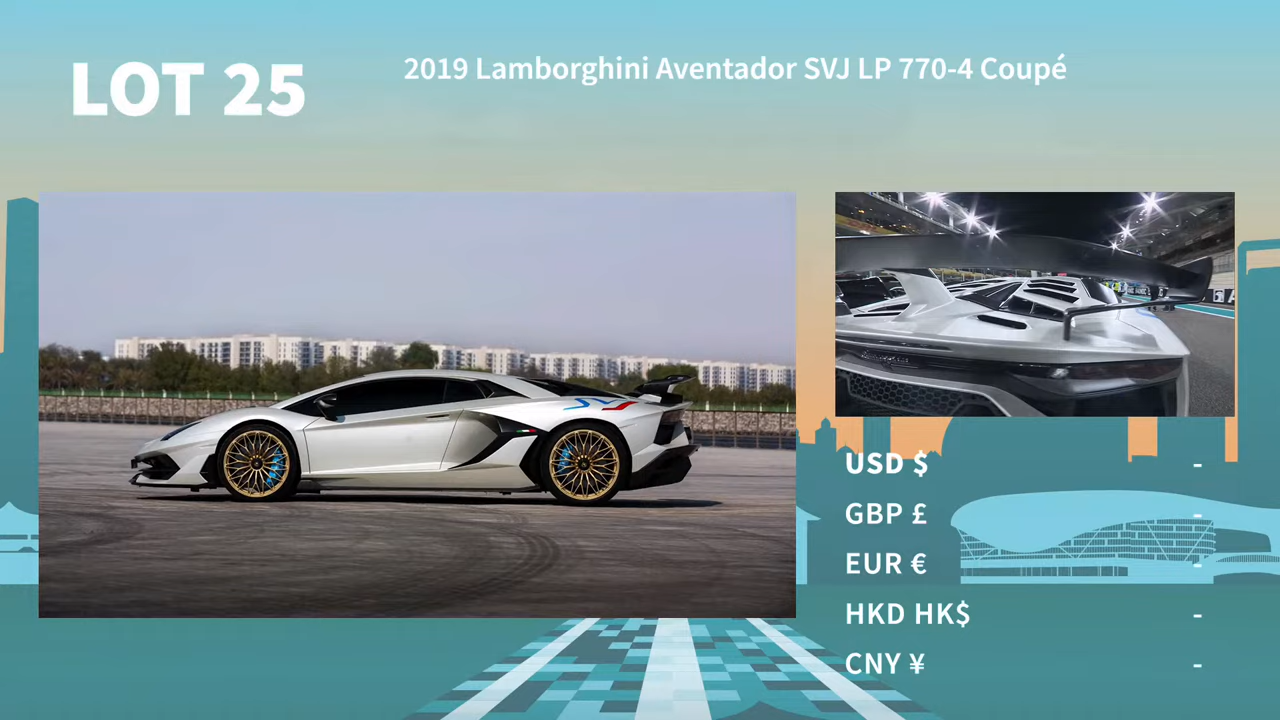 LOT 25
2019 Lamborghini Aventador SVJ LP 770-4 Coupé
USD $ -
GBP £ -
EUR € -
HKD HK$ -
CNY ¥ -